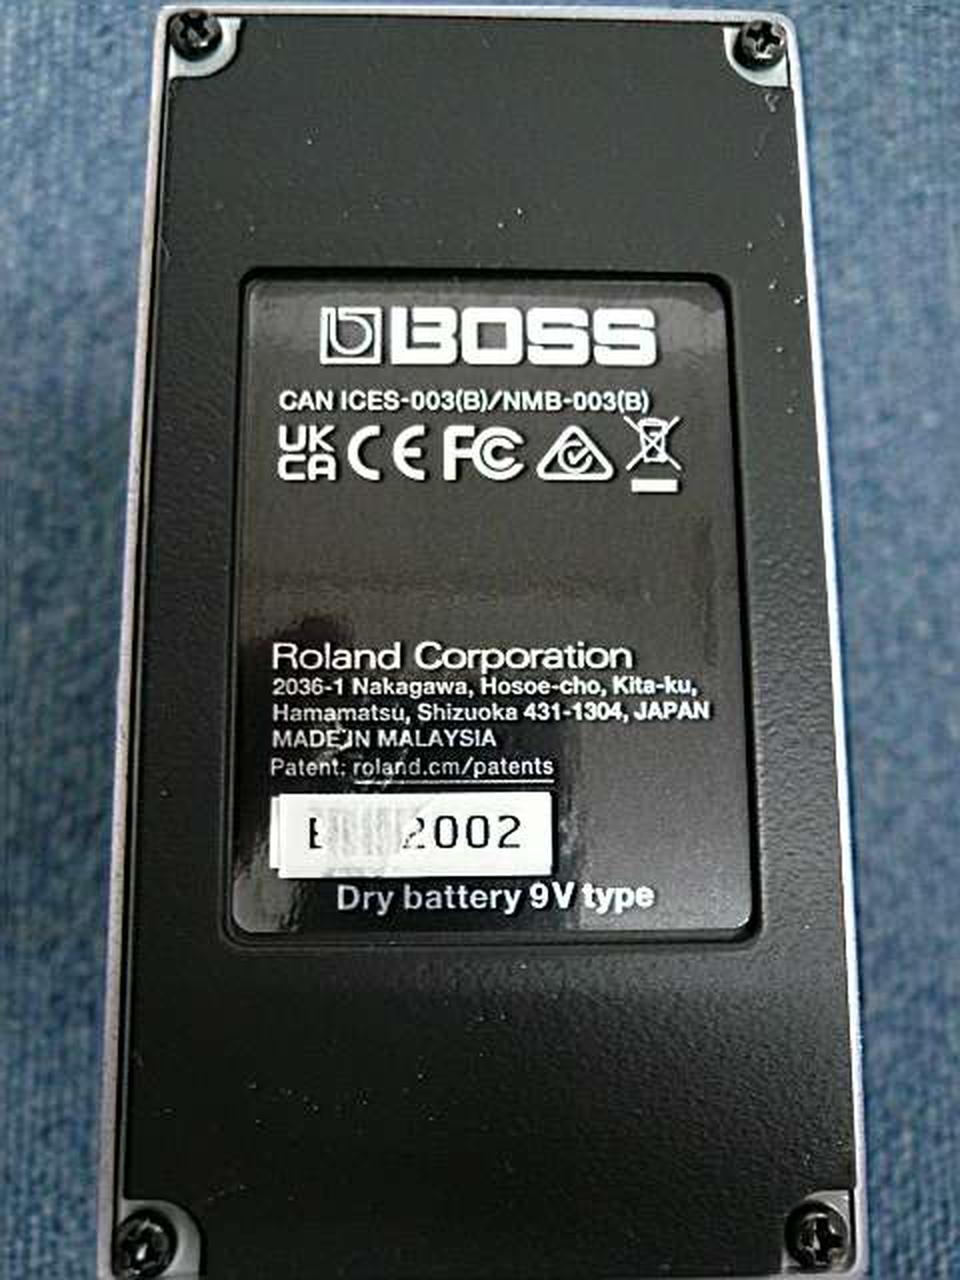 BOSS
CAN ICES-003(B)/NMB-003(B)
UK
CA CE FC
Roland Corporation
2036-1 Nakagawa, Hosoe-cho, Kita-ku,
Hamamatsu, Shizuoka 431-1304, JAPAN
MADE IN MALAYSIA
Patent: roland.cm/patents
2002
Dry battery 9V type